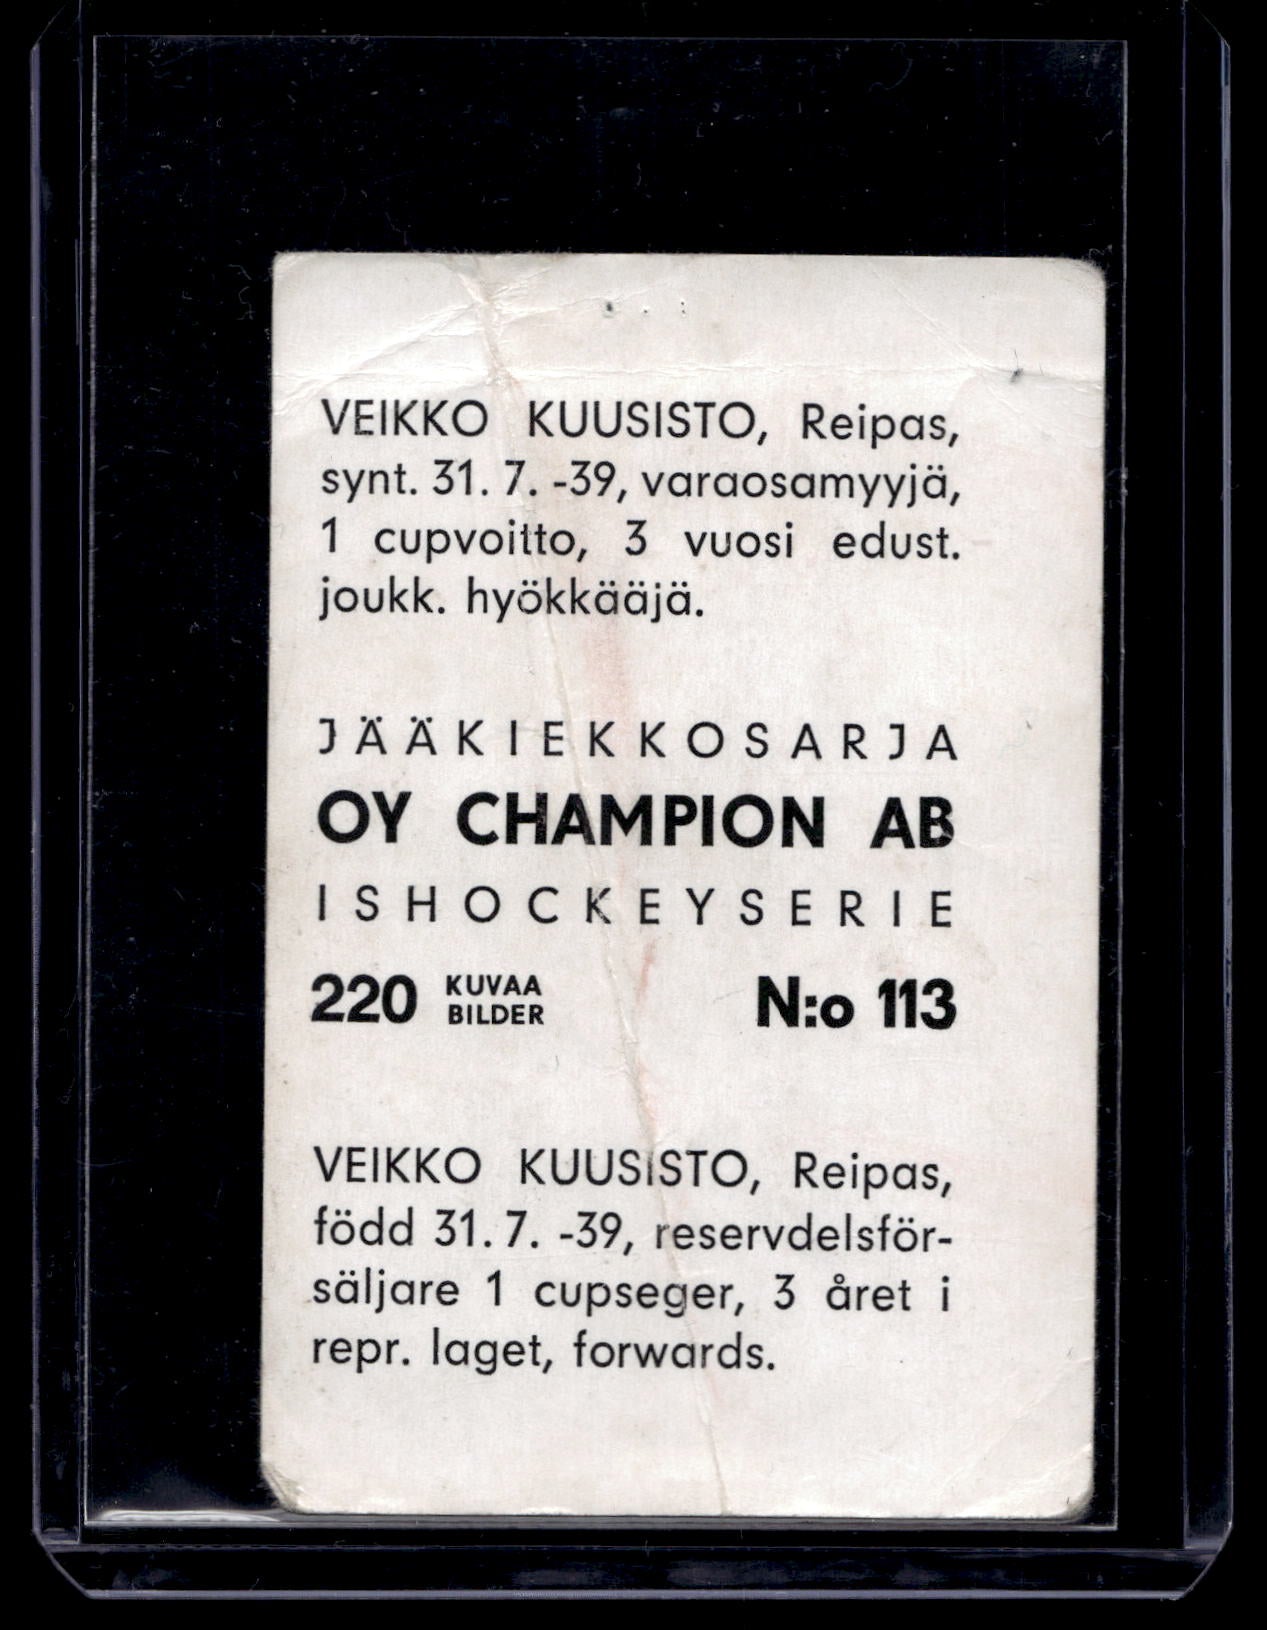 VEIKKO KUUSISTO, Reipas,
synt. 31. 7. -39, varaosamyyjä,
1 cupvoitto, 3 vuosi edust.
joukk. hyökkääjä.
JÄÄKIEKKOSARJA
OY CHAMPION AB
ISHOCKEYSERIE
220 KUVAA BILDER N:o 113
VEIKKO KUUSISTO, Reipas,
född 31. 7. -39, reservdelsför-
säljare 1 cupseger, 3 året i
repr. laget, forwards.